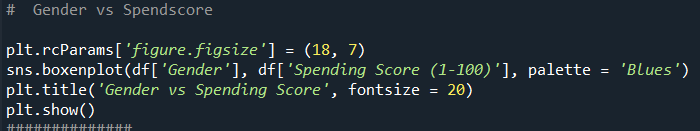 #  Gender vs Spendscore
plt.rcParams['figure.figsize'] = (18, 7)
sns.boxenplot(df['Gender'], df['Spending Score (1-100)'], palette = 'Blues')
plt.title('Gender vs Spending Score', fontsize = 20)
plt.show()
##############